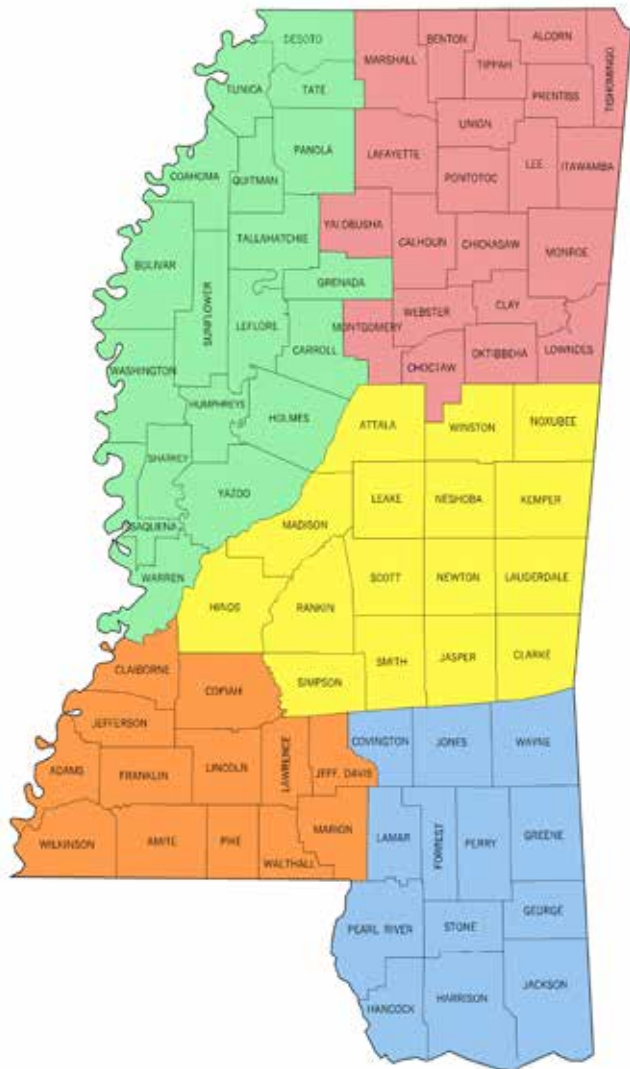 DESOTO
BENTON
ALCORN
MARSHALL
TIPPAH
TISHOMINGO
TUNICA
TATE
PRENTISS
UNION
PANOLA
LAFAYETTE
LEE
ITAWAMBA
COAHOMA
QUITMAN
PONTOTOC
YALOBUSHA
TALLAHATCHIE
CALHOUN
CHICKASAW
MONROE
BOLIVAR
GRENADA
SUNFLOWER
LEFLORE
WEBSTER
CLAY
MONTGOMERY
CARROLL
LOWNDES
WASHINGTON
CHOCTAW
OKTIBBEHA
HUMPHREYS
HOLMES
ATTALA
WINSTON
NOXUBEE
SHARKEY
YAZOO
LEAKE
NESHOBA
KEMPER
ISSAQUENA
MADISON
WARREN
SCOTT
NEWTON
LAUDERDALE
HINDS
RANKIN
CLAIBORNE
SMITH
JASPER
CLARKE
COPIAH
SIMPSON
JEFFERSON
COVINGTON
JONES
WAYNE
ADAMS
FRANKLIN
LINCOLN
LAWRENCE
JEFF. DAVIS
WILKINSON
AMITE
PIKE
WALTHALL
MARION
LAMAR
FORREST
PERRY
GREENE
PEARL RIVER
STONE
GEORGE
HANCOCK
HARRISON
JACKSON